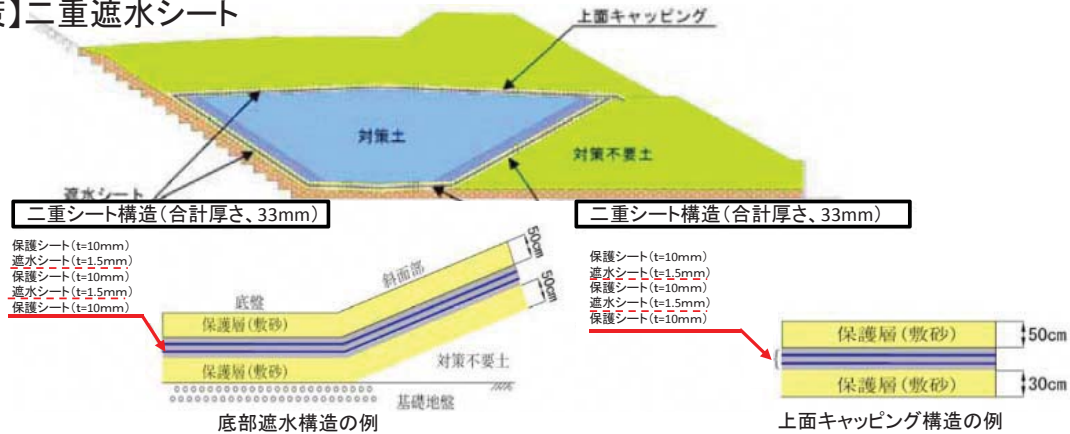 】二重遮水シート
上面キャッピング
対策土
対策不要土
遮水シート
二重シート構造(合計厚さ、33mm)
保護シート(t=10mm)
遮水シート(t=1.5mm)
保護シート(t=10mm)
遮水シート(t=1.5mm)
保護シート(t=10mm)
50cm
50cm
斜面部
底盤
保護層(敷砂)
保護層(敷砂)
対策不要土
基礎地盤
底部遮水構造の例
二重シート構造(合計厚さ、33mm)
保護シート(t=10mm)
遮水シート(t=1.5mm)
保護シート(t=10mm)
遮水シート(t=1.5mm)
保護シート(t=10mm)
保護層(敷砂)
50cm
保護層(敷砂)
30cm
上面キャッピング構造の例